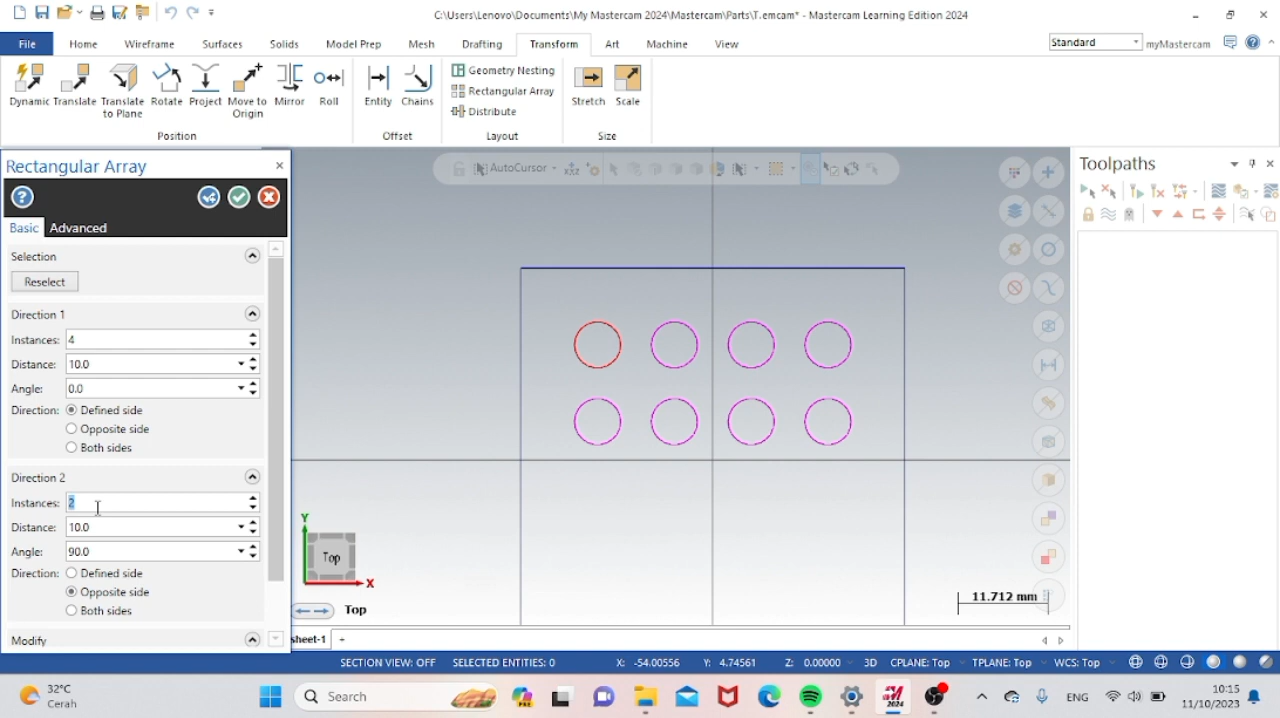 C:\Users\Lenovo\Documents\My Mastercam 2024\Mastercam\Parts\T.emcam* - Mastercam Learning Edition 2024
File Home Wireframe Surfaces Solids Model Prep Mesh Drafting Transform Art Machine View Standard myMastercam
Dynamic Translate Translate to Plane Rotate Project Move to Origin Mirror Roll
Position
Entity Chains
Offset
Geometry Nesting
Rectangular Array
Distribute
Layout
Stretch Scale
Size
Rectangular Array
Basic Advanced
Selection
Reselect
Direction 1
Instances: 4
Distance: 10.0
Angle: 0.0
Direction: Defined side
Opposite side
Both sides
Direction 2
Instances: 2
Distance: 10.0
Angle: 90.0
Direction: Defined side
Opposite side
Both sides
Modify
AutoCursor
Y
Top
X
Top
11.712 mm
sheet-1 +
Toolpaths
SECTION VIEW: OFF SELECTED ENTITIES: 0 X: -54.00556 Y: 4.74561 Z: 0.00000 3D CPLANE: Top TPLANE: Top WCS: Top
32°C
Cerah
Search
PRE
2024
ENG
10:15
11/10/2023